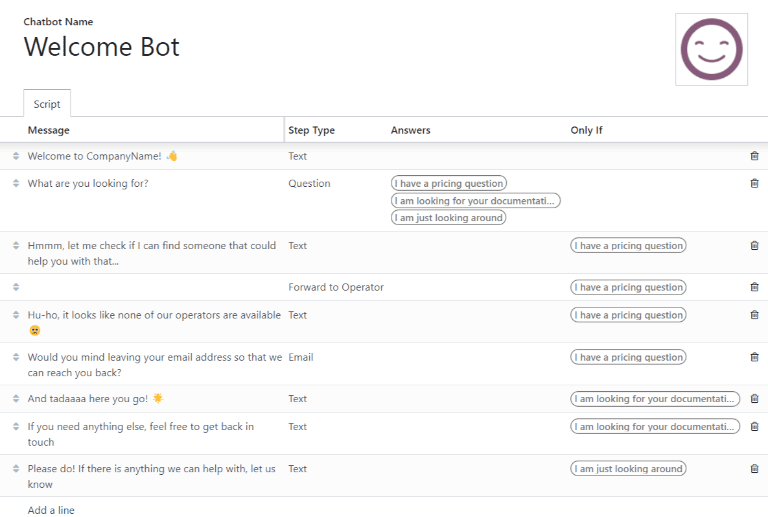 Chatbot Name
Welcome Bot
Script
Message Step Type Answers Only If
Welcome to CompanyName! 👋 Text
What are you looking for? Question I have a pricing question
I am looking for your documentati...
I am just looking around
Hmmm, let me check if I can find someone that could Text I have a pricing question
help you with that...
Forward to Operator I have a pricing question
Hu-ho, it looks like none of our operators are available Text I have a pricing question
🙁
Would you mind leaving your email address so that we Email I have a pricing question
can reach you back?
And tadaaaa here you go! 🌟 Text I am looking for your documentati...
If you need anything else, feel free to get back in Text I am looking for your documentati...
touch
Please do! If there is anything we can help with, let us Text I am just looking around
know
Add a line